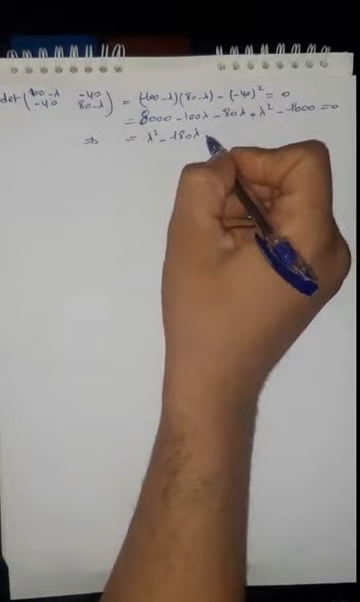 det(100-λ -40 = (100-λ)(80-λ) - (-40)² = 0
-40 80-λ)
= 8000 - 100λ - 80λ + λ² - 1600 = 0
⇒ = λ² - 180λ